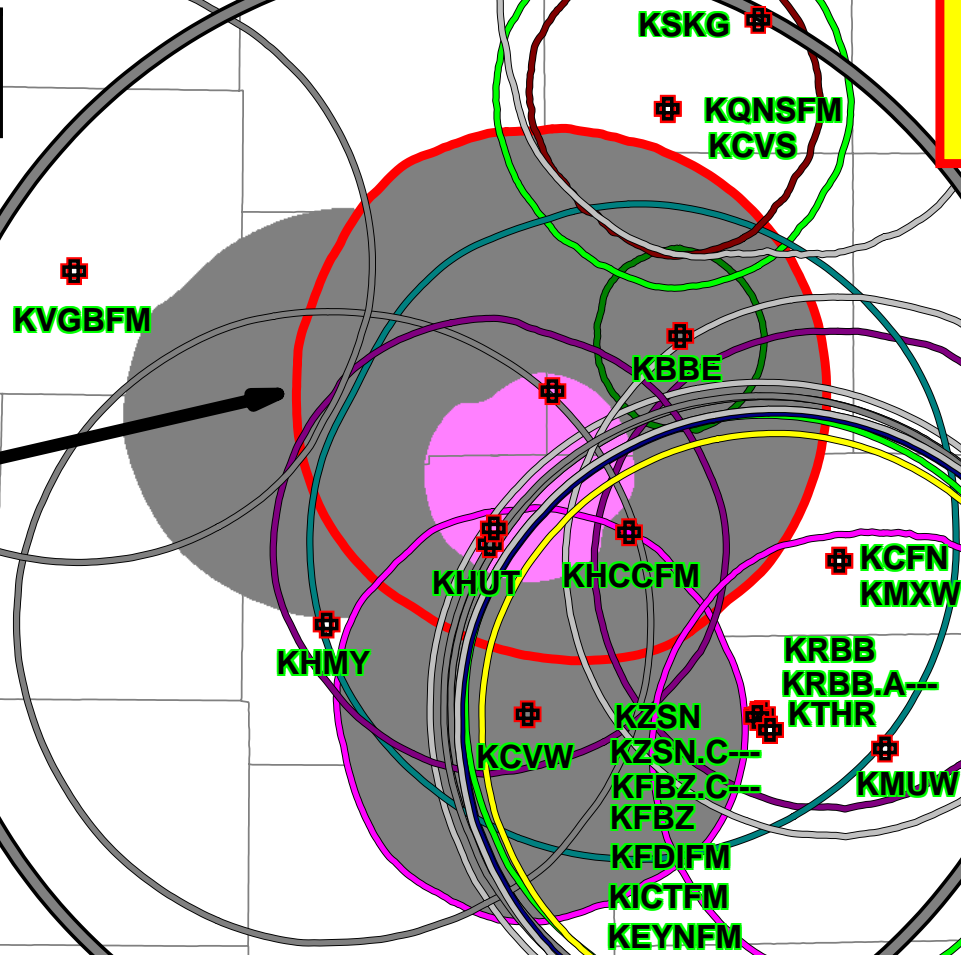 KSKG
KQNSFM
KCVS
KVGBFM
KBBE
KHUT
KHCCFM
KCFN
KMXW
KHMY
KRBB
KRBB.A---
KTHR
KZSN
KCVW
KZSN.C---
KMUW
KFBZ.C---
KFBZ
KFDIFM
KICTFM
KEYNFM